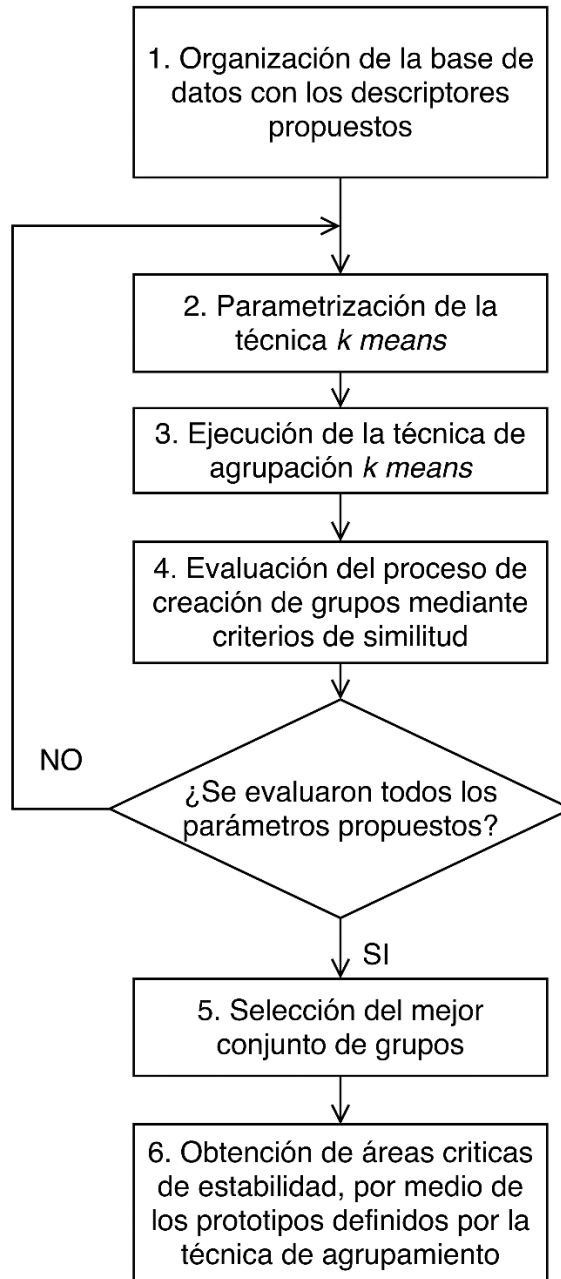 1. Organización de la base de
datos con los descriptores
propuestos
2. Parametrización de la
técnica k means
3. Ejecución de la técnica de
agrupación k means
4. Evaluación del proceso de
creación de grupos mediante
criterios de similitud
NO
¿Se evaluaron todos los
parámetros propuestos?
SI
5. Selección del mejor
conjunto de grupos
6. Obtención de áreas criticas
de estabilidad, por medio de
los prototipos definidos por la
técnica de agrupamiento